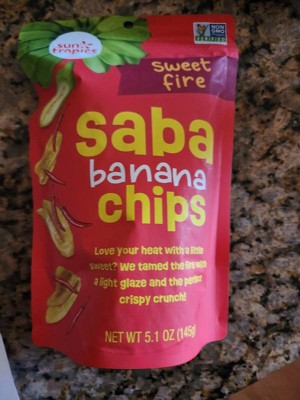 sun
tropics
NON
GMO
VERIFIED
sweet
fire
saba
banana
chips
Love your heat with a little
sweet? We tamed the fire with
a light glaze and the perfect
crispy crunch!
NET WT 5.1 OZ (145g)